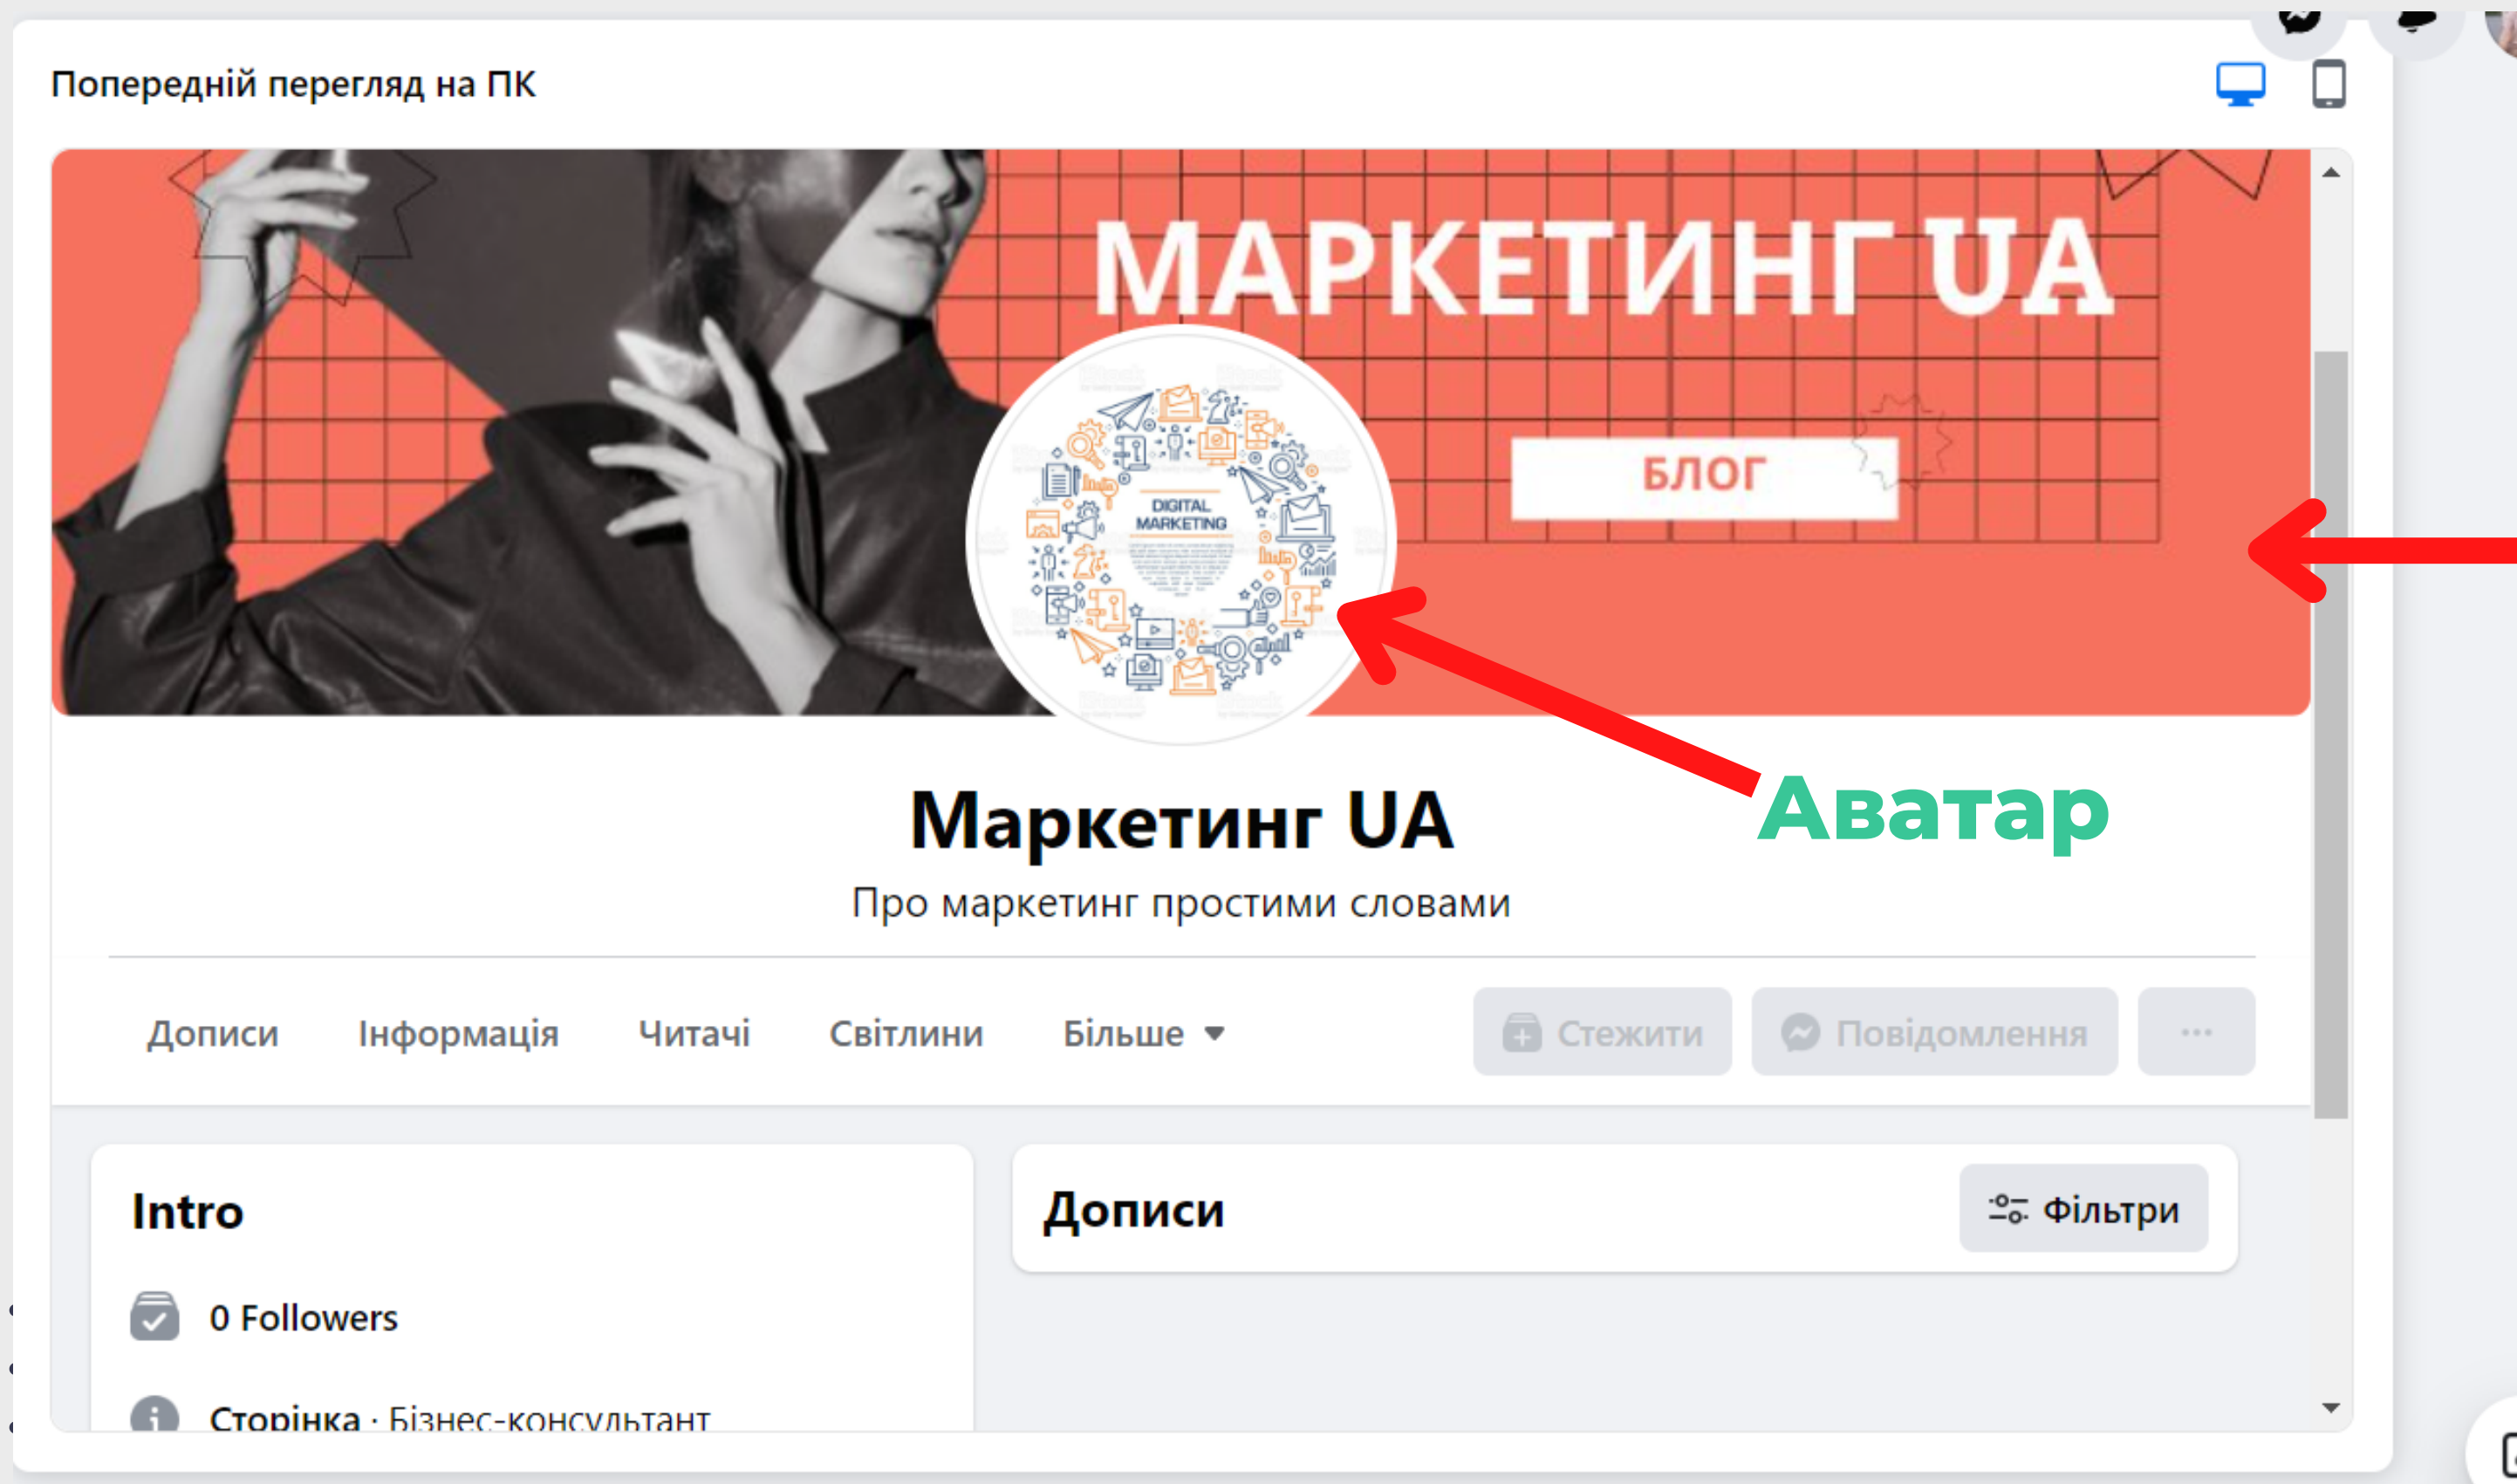 Попередній перегляд на ПК
МАРКЕТИНГ UA
БЛОГ
DIGITAL
MARKETING
Аватар
Маркетинг UA
Про маркетинг простими словами
Дописи Інформація Читачі Світлини Більше Стежити Повідомлення ...
Intro
Дописи Фільтри
0 Followers
Сторінка · Бізнес-консультант